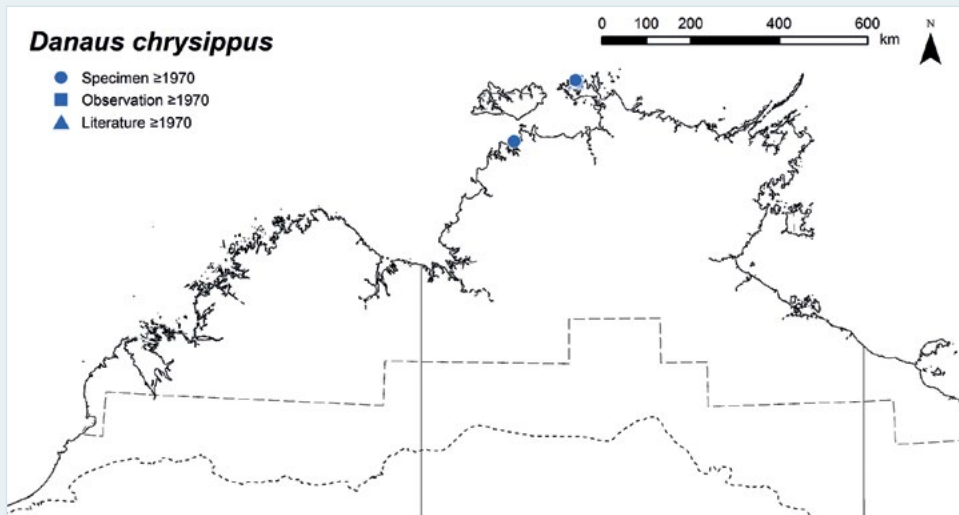 Danaus chrysippus
Specimen ≥1970
Observation ≥1970
Literature ≥1970
0 100 200 400 600
km
N